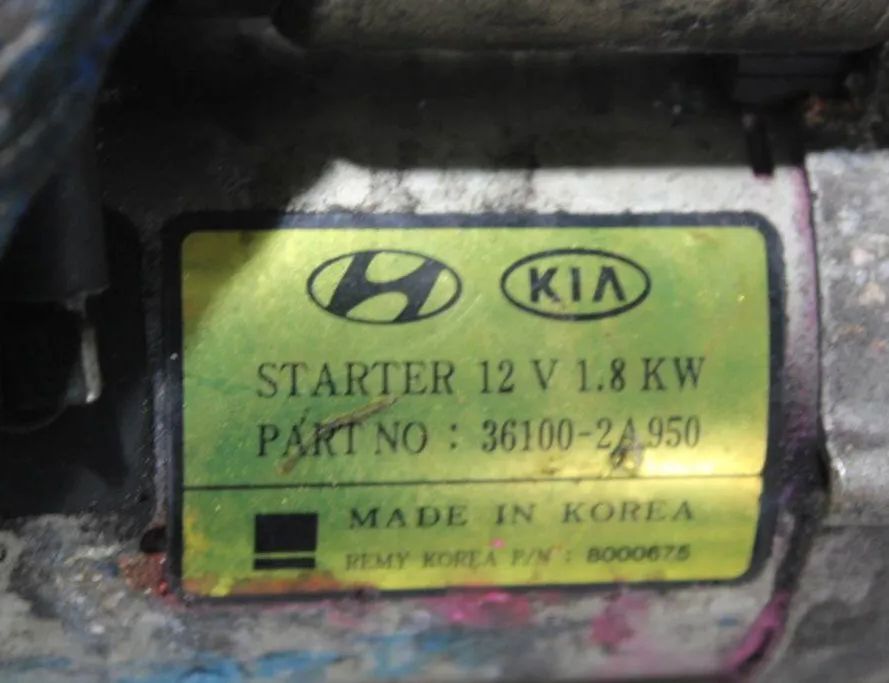 KIA
STARTER 12 V 1.8 KW
PART NO : 36100-2A950
MADE IN KOREA
REMY KOREA P/N : 8000675